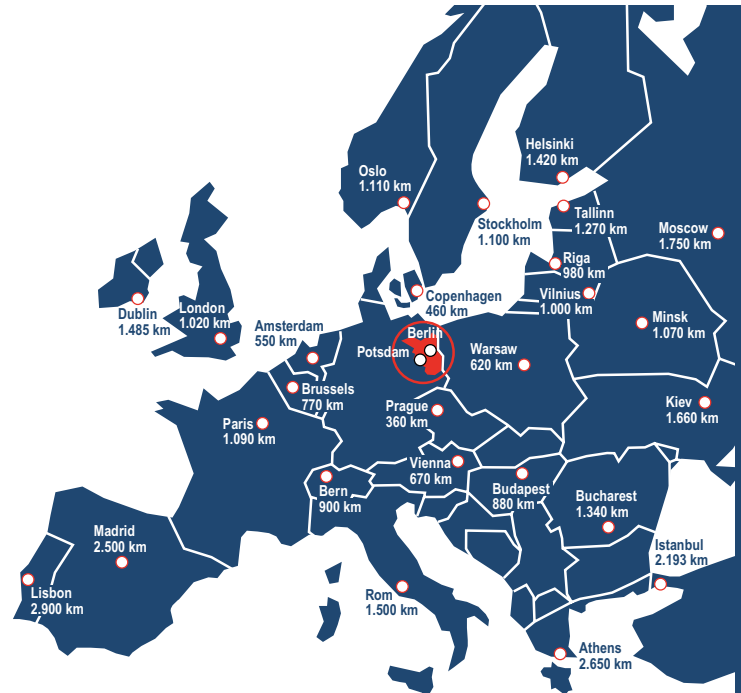 Helsinki
1.420 km
Oslo
1.110 km
Tallinn
1.270 km
Stockholm
1.100 km
Moscow
1.750 km
Riga
980 km
Copenhagen
460 km
Vilnius
1.000 km
Dublin
1.485 km
London
1.020 km
Minsk
1.070 km
Amsterdam
550 km
Berlin
Potsdam
Warsaw
620 km
Brussels
770 km
Prague
360 km
Kiev
1.660 km
Paris
1.090 km
Vienna
670 km
Bern
900 km
Budapest
880 km
Bucharest
1.340 km
Madrid
2.500 km
Istanbul
2.193 km
Lisbon
2.900 km
Rom
1.500 km
Athens
2.650 km